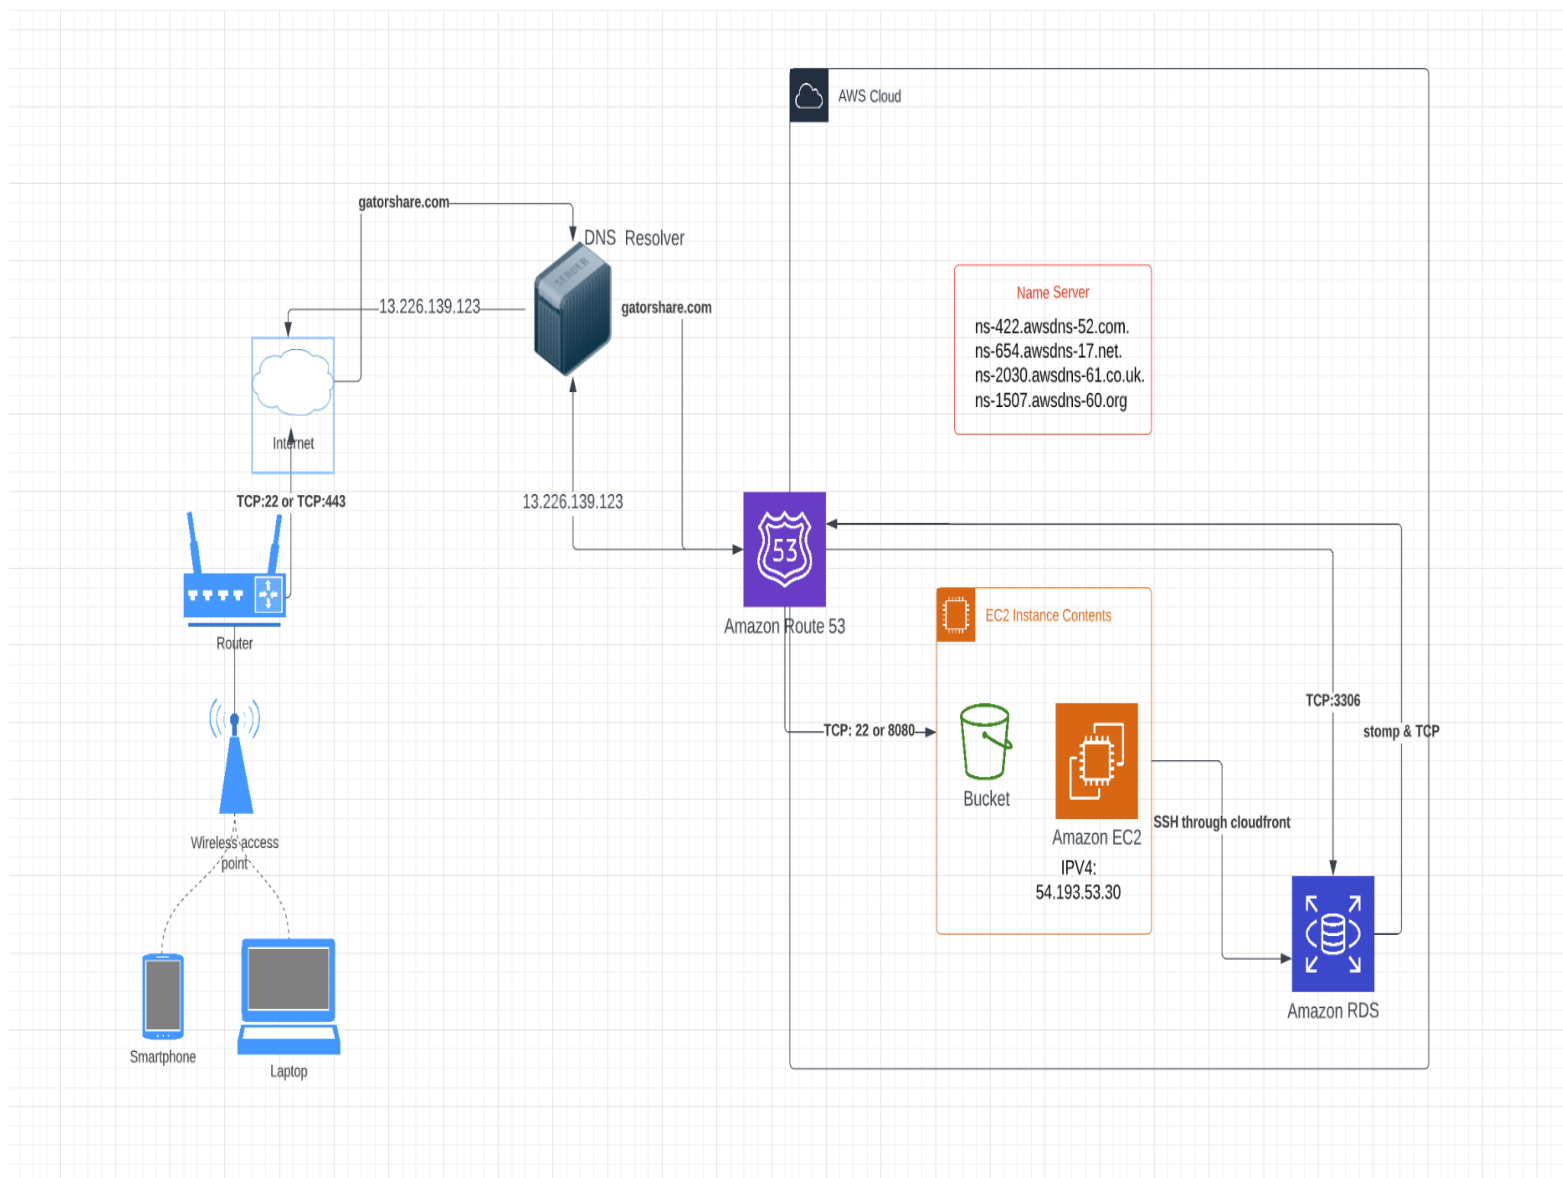 AWS Cloud
gatorshare.com
DNS Resolver
SERVER
13.226.139.123
gatorshare.com
Name Server
ns-422.awsdns-52.com.
ns-654.awsdns-17.net.
ns-2030.awsdns-61.co.uk.
ns-1507.awsdns-60.org
Internet
TCP:22 or TCP:443
13.226.139.123
53
Amazon Route 53
EC2 Instance Contents
Router
TCP:3306
TCP: 22 or 8080
stomp & TCP
Bucket
SSH through cloudfront
Amazon EC2
IPV4:
54.193.53.30
Wireless access
point
Amazon RDS
Smartphone
Laptop